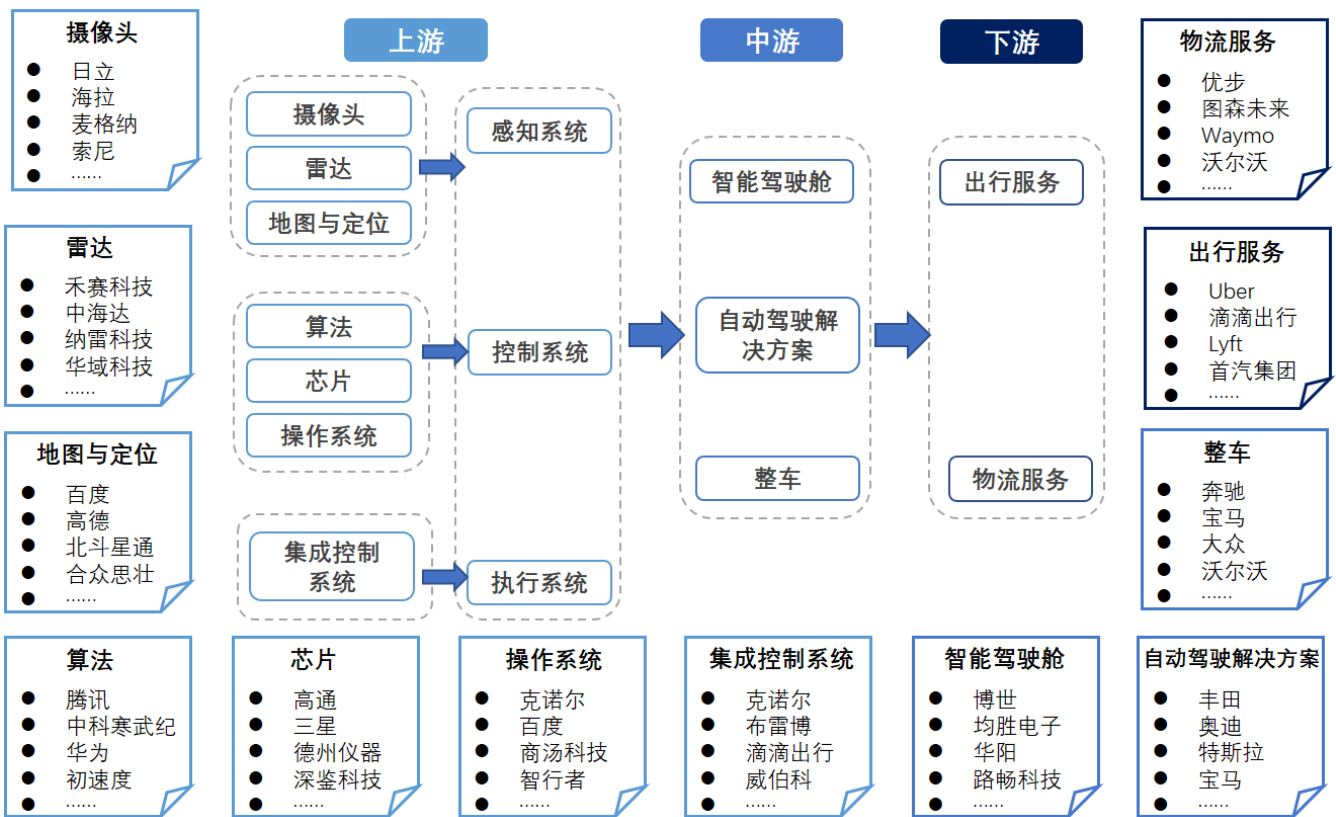 摄像头
● 日立
● 海拉
● 麦格纳
● 索尼
● ……
雷达
● 禾赛科技
● 中海达
● 纳雷科技
● 华域科技
● ……
地图与定位
● 百度
● 高德
● 北斗星通
● 合众思壮
● ……
上游
摄像头
雷达
地图与定位
算法
芯片
操作系统
集成控制
系统
感知系统
控制系统
执行系统
中游
智能驾驶舱
自动驾驶解
决方案
整车
下游
出行服务
物流服务
物流服务
● 优步
● 图森未来
● Waymo
● 沃尔沃
● ……
出行服务
● Uber
● 滴滴出行
● Lyft
● 首汽集团
● ……
整车
● 奔驰
● 宝马
● 大众
● 沃尔沃
● ……
算法
● 腾讯
● 中科寒武纪
● 华为
● 初速度
● ……
芯片
● 高通
● 三星
● 德州仪器
● 深鉴科技
● ……
操作系统
● 克诺尔
● 百度
● 商汤科技
● 智行者
● ……
集成控制系统
● 克诺尔
● 布雷博
● 滴滴出行
● 威伯科
● ……
智能驾驶舱
● 博世
● 均胜电子
● 华阳
● 路畅科技
● ……
自动驾驶解决方案
● 丰田
● 奥迪
● 特斯拉
● 宝马
● ……